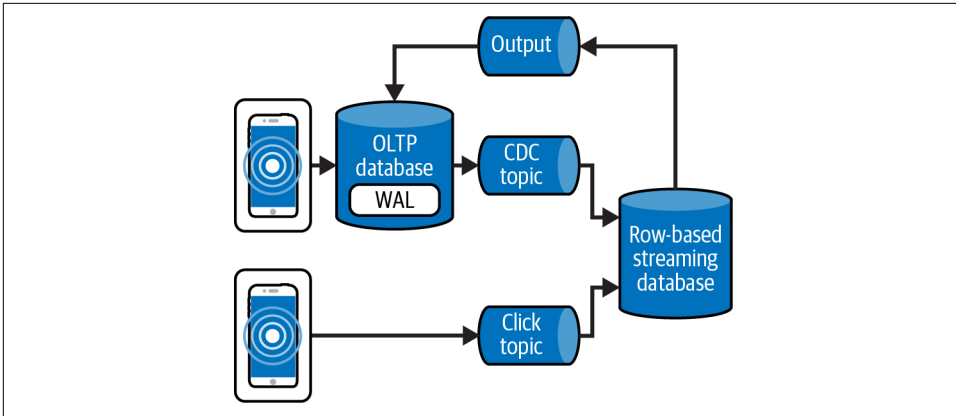 Output
OLTP
database
WAL
CDC
topic
Row-based
streaming
database
Click
topic